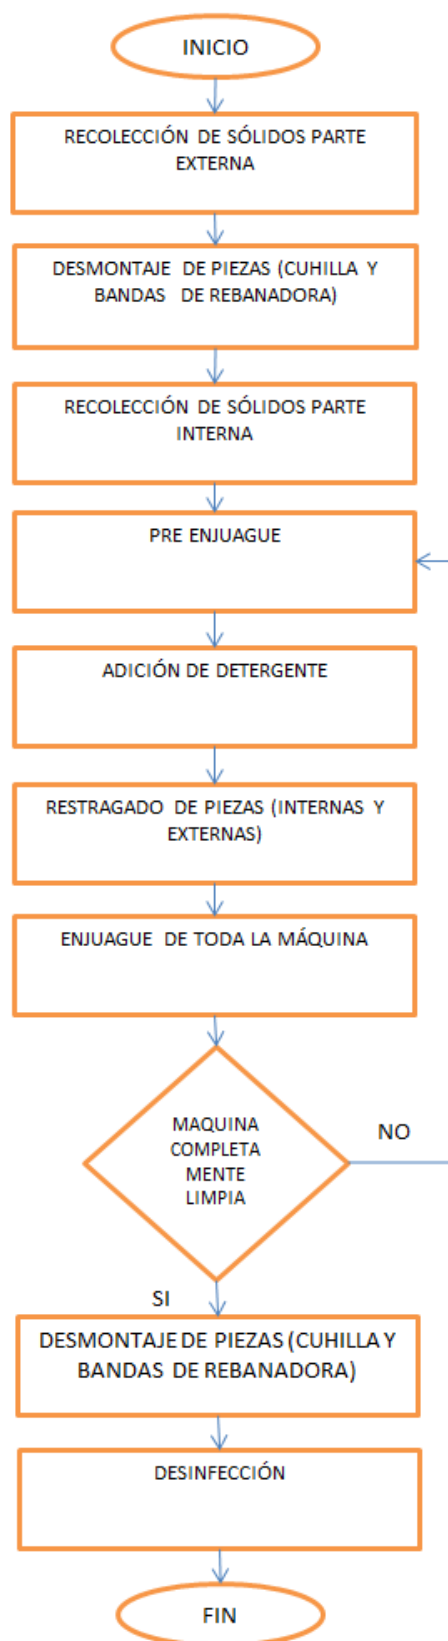 INICIO
RECOLECCIÓN DE SÓLIDOS PARTE
EXTERNA
DESMONTAJE DE PIEZAS (CUHILLA Y
BANDAS DE REBANADORA)
RECOLECCIÓN DE SÓLIDOS PARTE
INTERNA
PRE ENJUAGUE
ADICIÓN DE DETERGENTE
RESTRAGADO DE PIEZAS (INTERNAS Y
EXTERNAS)
ENJUAGUE DE TODA LA MÁQUINA
MAQUINA
COMPLETA
MENTE
LIMPIA
NO
SI
DESMONTAJE DE PIEZAS (CUHILLA Y
BANDAS DE REBANADORA)
DESINFECCIÓN
FIN